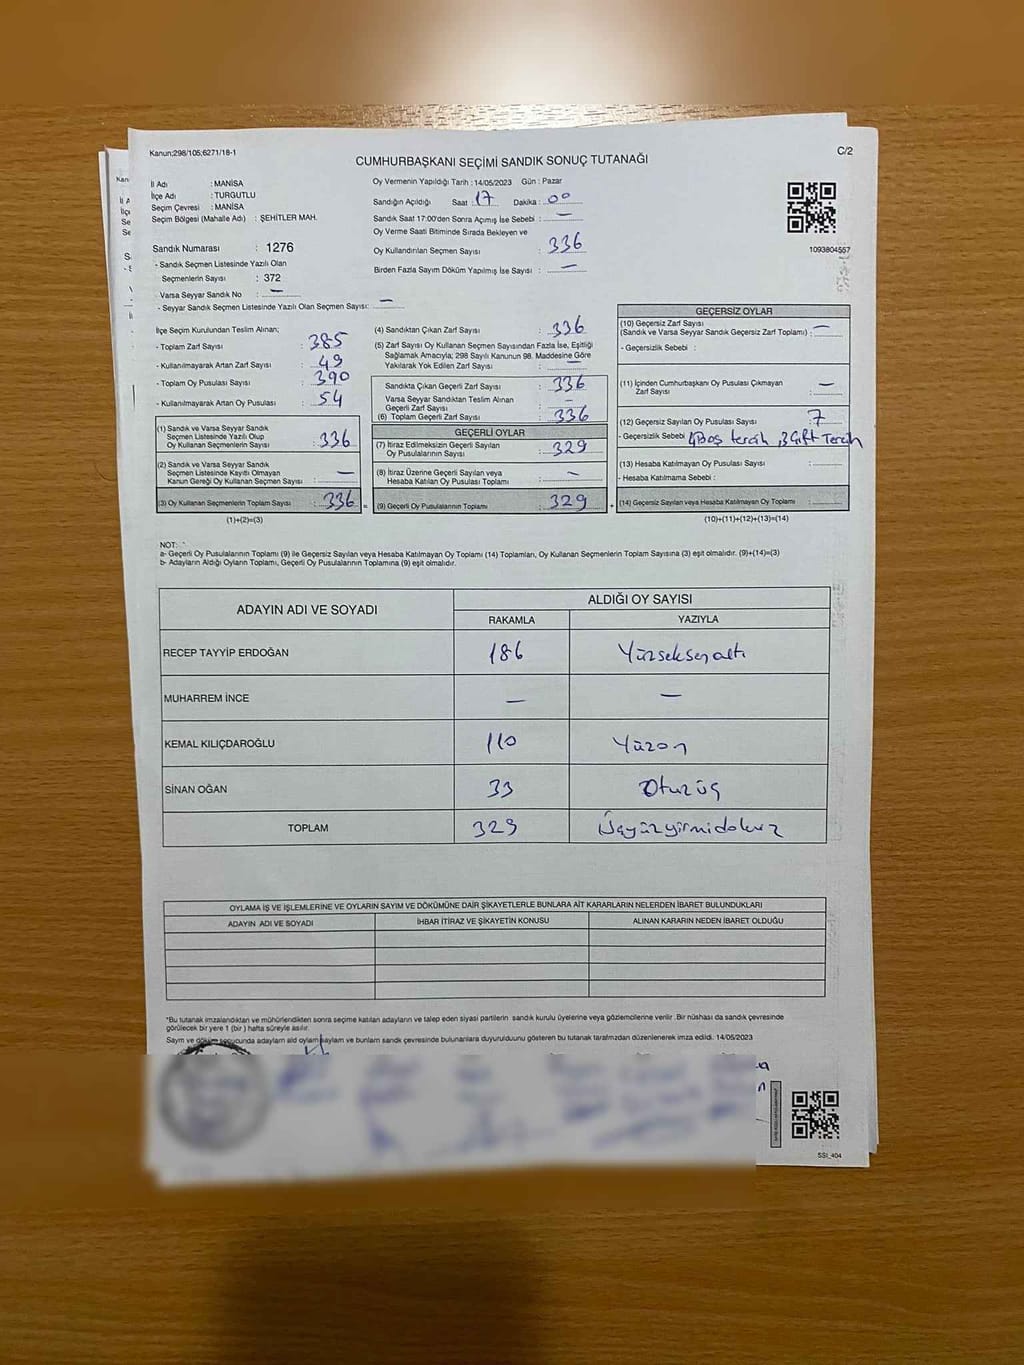 Kanun;298/105;6271/18-1
C/2
CUMHURBAŞKANI SEÇİMİ SANDIK SONUÇ TUTANAĞI
İl Adı : MANİSA
İlçe Adı : TURGUTLU
Seçim Çevresi : MANİSA
Seçim Bölgesi (Mahalle Adı) : ŞEHİTLER MAH.
Sandık Numarası : 1276
- Sandık Seçmen Listesinde Yazılı Olan
Seçmenlerin Sayısı : 372
- Varsa Seyyar Sandık No : —
- Seyyar Sandık Seçmen Listesinde Yazılı Olan Seçmen Sayısı: —
Oy Vermenin Yapıldığı Tarih : 14/05/2023 Gün : Pazar
Sandığın Açıldığı Saat : 17 Dakika : 00
Sandık Saat 17:00'den Sonra Açımış İse Sebebi : —
Oy Verme Saati Bitiminde Sırada Bekleyen ve
Oy Kullandırılan Seçmen Sayısı : 336
Birden Fazla Sayım Döküm Yapılmış İse Sayısı : —
1093804557
İlçe Seçim Kurulundan Teslim Alınan;
- Toplam Zarf Sayısı : 385
- Kullanılmayarak Artan Zarf Sayısı : 49
- Toplam Oy Pusulası Sayısı : 390
- Kullanılmayarak Artan Oy Pusulası : 54
(1) Sandık ve Varsa Seyyar Sandık
Seçmen Listesinde Yazılı Olup
Oy Kullanan Seçmenlerin Sayısı : 336
(2) Sandık ve Varsa Seyyar Sandık
Seçmen Listesinde Kayıtlı Olmayan
Kanun Gereği Oy Kullanan Seçmen Sayısı : —
(3) Oy Kullanan Seçmenlerin Toplam Sayısı : 336 =
(1)+(2)=(3)
(4) Sandıktan Çıkan Zarf Sayısı : 336
(5) Zarf Sayısı Oy Kullanan Seçmen Sayısından Fazla İse, Eşitliği
Sağlamak Amacıyla; 298 Sayılı Kanunun 98. Maddesine Göre
Yakılarak Yok Edilen Zarf Sayısı : —
Sandıkta Çıkan Geçerli Zarf Sayısı : 336
Varsa Seyyar Sandıktan Teslim Alınan
Geçerli Zarf Sayısı : –
(6) Toplam Geçerli Zarf Sayısı : 336
GEÇERLİ OYLAR
(7) İtiraz Edilmeksizin Geçerli Sayılan
Oy Pusulalarının Sayısı : 329
(8) İtiraz Üzerine Geçerli Sayılan veya
Hesaba Katılan Oy Pusulası Toplamı : –
(9) Geçerli Oy Pusulalarının Toplamı : 329 +
GEÇERSİZ OYLAR
(10) Geçersiz Zarf Sayısı
(Sandık ve Varsa Seyyar Sandık Geçersiz Zarf Toplamı) : —
- Geçersizlik Sebebi :
(11) İçinden Cumhurbaşkanı Oy Pusulası Çıkmayan
Zarf Sayısı : —
(12) Geçersiz Sayılan Oy Pusulası Sayısı : 7
- Geçersizlik Sebebi : 4 Boş tercih, 3 Çift Tercih
(13) Hesaba Katılmayan Oy Pusulası Sayısı :
- Hesaba Katılmama Sebebi :
(14) Geçersiz Sayılan veya Hesaba Katılmayan Oy Toplamı :
(10)+(11)+(12)+(13)=(14)
NOT:
a- Geçerli Oy Pusulalarının Toplamı (9) ile Geçersiz Sayılan veya Hesaba Katılmayan Oy Toplamı (14) Toplamları, Oy Kullanan Seçmenlerin Toplam Sayısına (3) eşit olmalıdır. (9)+(14)=(3)
b- Adayların Aldığı Oyların Toplamı, Geçerli Oy Pusulalarının Toplamına (9) eşit olmalıdır.
ADAYIN ADI VE SOYADI
ALDIĞI OY SAYISI
RAKAMLA YAZIYLA
RECEP TAYYİP ERDOĞAN 186 Yüzseksenaltı
MUHARREM İNCE — —
KEMAL KILIÇDAROĞLU 110 Yüzon
SİNAN OĞAN 33 Otuzüç
TOPLAM 329 Üçyüzyirmidokuz
OYLAMA İŞ VE İŞLEMLERİNE VE OYLARIN SAYIM VE DÖKÜMÜNE DAİR ŞİKAYETLERLE BUNLARA AİT KARARLARIN NELERDEN İBARET BULUNDUKLARI
ADAYIN ADI VE SOYADI İHBAR İTİRAZ VE ŞİKAYETİN KONUSU ALINAN KARARIN NEDEN İBARET OLDUĞU
*Bu tutanak imzalandıktan ve mühürlendikten sonra seçime katılan adayların ve talep eden siyasi partilerin sandık kurulu üyelerine veya gözlemcilerine verilir .Bir nüshası da sandık çevresinde
görülecek bir yere 1 (bir ) hafta süreyle asılır.
Sayım ve döküm sonucunda adayların ald oyların ve bunların sandık çevresinde bulunanlara duyurulduunu gösteren bu tutanak tarafımızdan düzenlenerek imza edildi. 14/05/2023
SSI_404